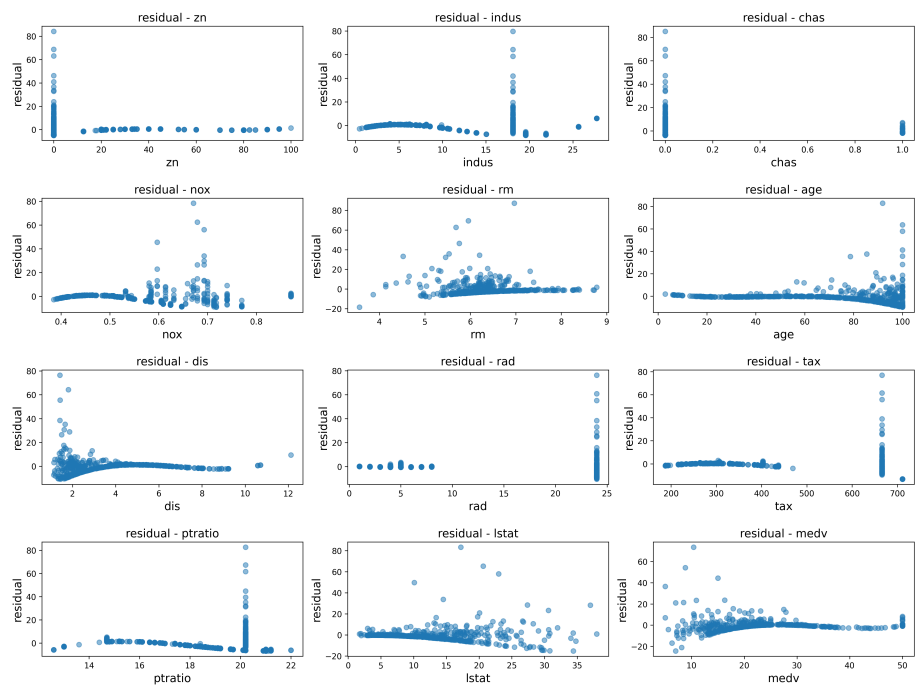 residual - zn
residual
80
60
40
20
0
0 20 40 60 80 100
zn
residual - indus
residual
80
60
40
20
0
0 5 10 15 20 25
indus
residual - chas
residual
80
60
40
20
0
0.0 0.2 0.4 0.6 0.8 1.0
chas
residual - nox
residual
80
60
40
20
0
0.4 0.5 0.6 0.7 0.8
nox
residual - rm
residual
80
60
40
20
0
−20
4 5 6 7 8 9
rm
residual - age
residual
80
60
40
20
0
0 20 40 60 80 100
age
residual - dis
residual
80
60
40
20
0
2 4 6 8 10 12
dis
residual - rad
residual
80
60
40
20
0
0 5 10 15 20 25
rad
residual - tax
residual
80
60
40
20
0
200 300 400 500 600 700
tax
residual - ptratio
residual
80
60
40
20
0
14 16 18 20 22
ptratio
residual - lstat
residual
80
60
40
20
0
−20
0 5 10 15 20 25 30 35
lstat
residual - medv
residual
80
60
40
20
0
−20
10 20 30 40 50
medv